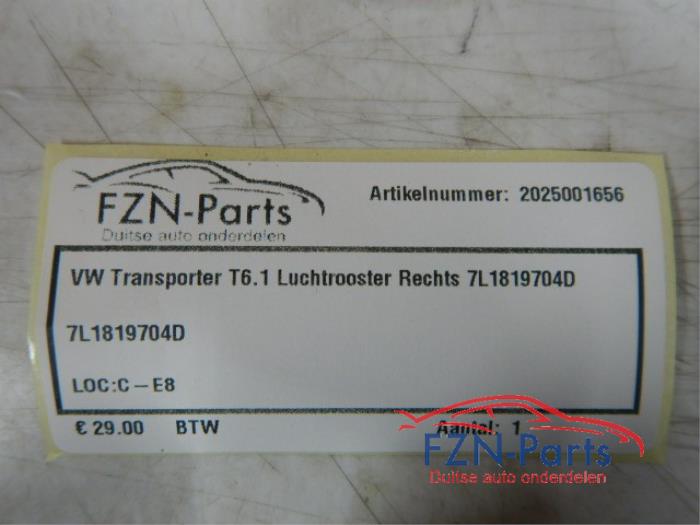 FZN-Parts
Duitse auto onderdelen
Artikelnummer: 2025001656
VW Transporter T6.1 Luchtrooster Rechts 7L1819704D
7L1819704D
LOC:C-E8
€ 29.00 BTW Aantal: 1
FZN-Parts
Duitse auto onderdelen